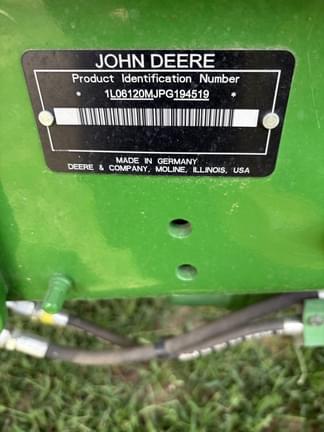 JOHN DEERE
Product Identification Number
* 1L06120MJPG194519 *
MADE IN GERMANY
DEERE & COMPANY, MOLINE, ILLINOIS, USA